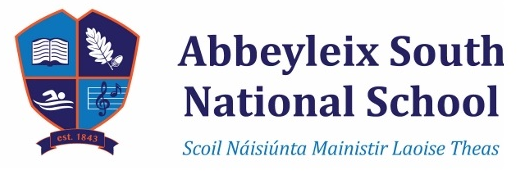 est. 1843
Abbeyleix South
National School
Scoil Náisiúnta Mainistir Laoise Theas